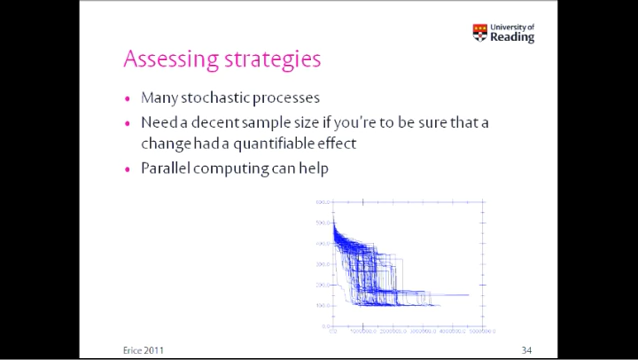 University of
Reading
Assessing strategies
• Many stochastic processes
• Need a decent sample size if you're to be sure that a
change had a quantifiable effect
• Parallel computing can help
Erice 2011
34